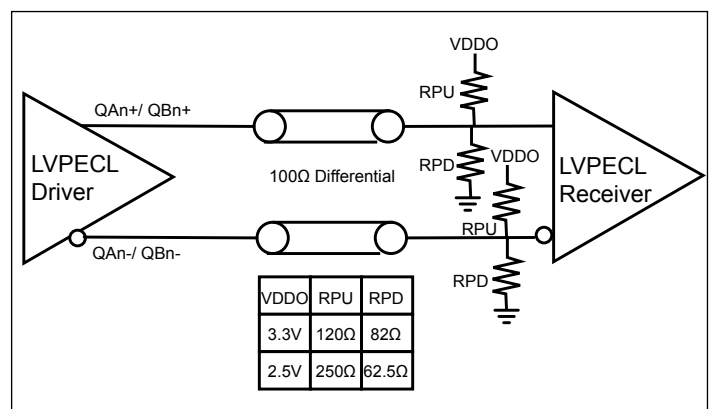 VDDO
QAn+/ QBn+
RPU
LVPECL
Driver
100Ω Differential
RPD
VDDO
LVPECL
Receiver
RPU
QAn-/ QBn-
RPD
VDDO RPU RPD
3.3V 120Ω 82Ω
2.5V 250Ω 62.5Ω